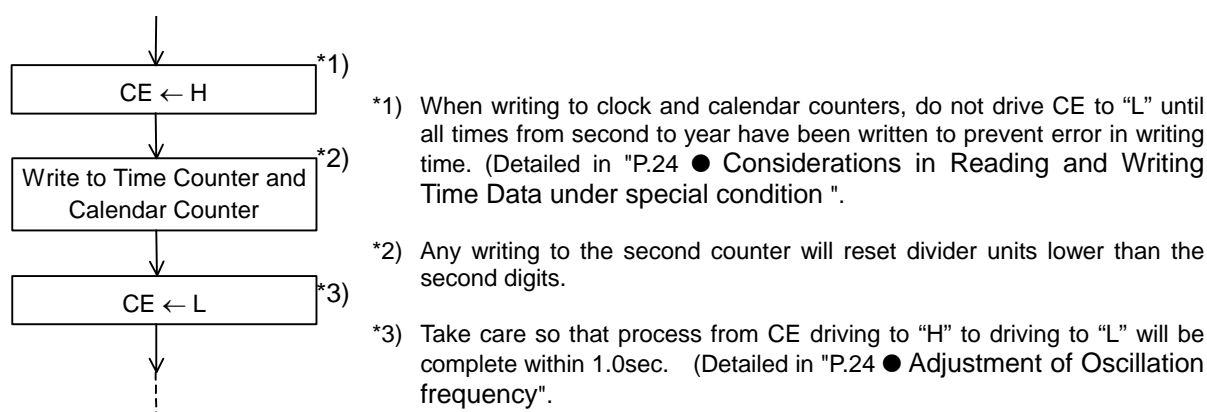 *1)
CE ← H
*2)
Write to Time Counter and
Calendar Counter
*3)
CE ← L
*1) When writing to clock and calendar counters, do not drive CE to “L” until
all times from second to year have been written to prevent error in writing
time. (Detailed in "P.24 ● Considerations in Reading and Writing
Time Data under special condition ".
*2) Any writing to the second counter will reset divider units lower than the
second digits.
*3) Take care so that process from CE driving to “H” to driving to “L” will be
complete within 1.0sec. (Detailed in "P.24 ● Adjustment of Oscillation
frequency".